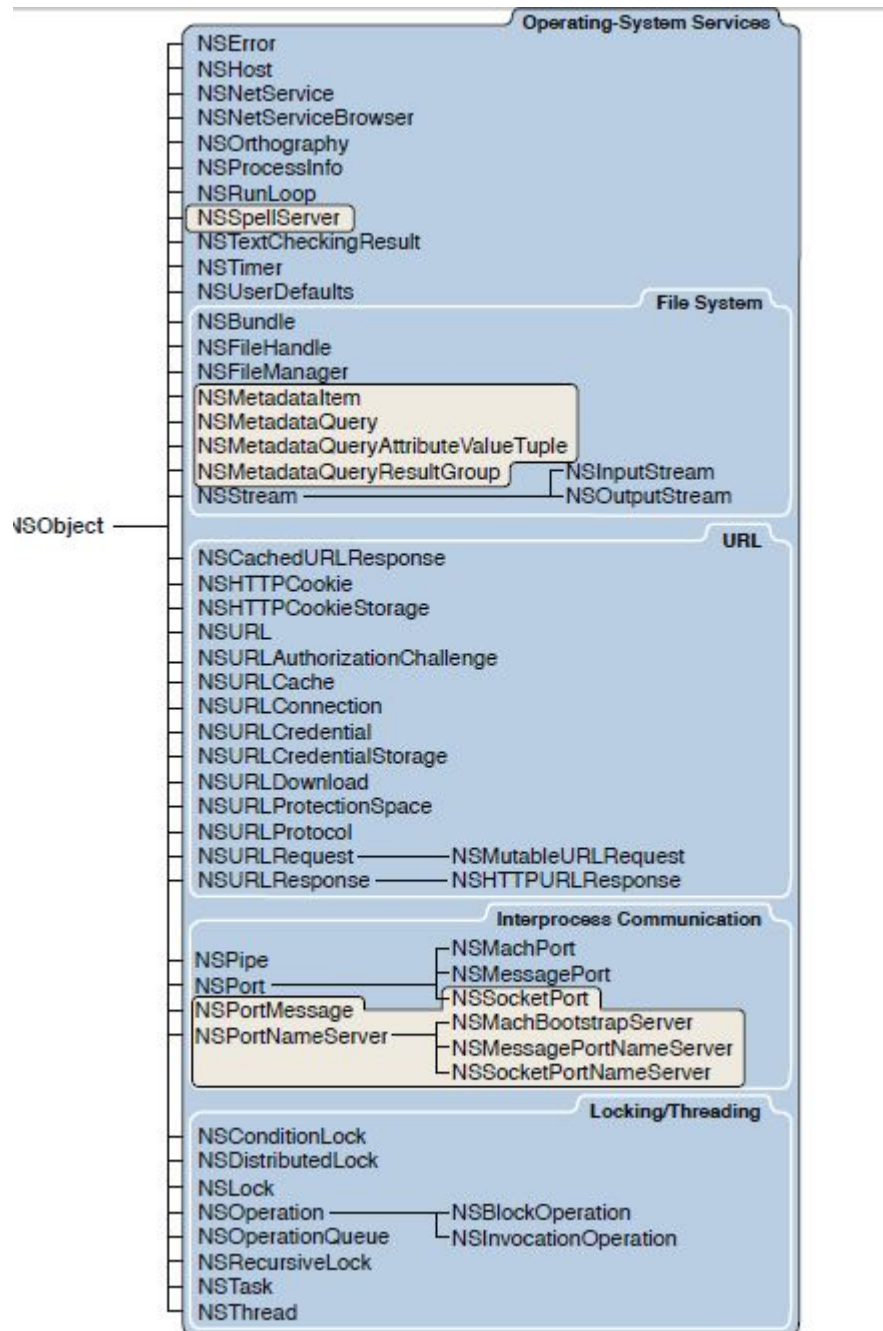 Operating-System Services
NSError
NSHost
NSNetService
NSNetServiceBrowser
NSOrthography
NSProcessInfo
NSRunLoop
NSSpellServer
NSTextCheckingResult
NSTimer
NSUserDefaults
File System
NSBundle
NSFileHandle
NSFileManager
NSMetadataItem
NSMetadataQuery
NSMetadataQueryAttributeValueTuple
NSMetadataQueryResultGroup NSInputStream
NSStream NSOutputStream
NSObject
URL
NSCachedURLResponse
NSHTTPCookie
NSHTTPCookieStorage
NSURL
NSURLAuthorizationChallenge
NSURLCache
NSURLConnection
NSURLCredential
NSURLCredentialStorage
NSURLDownload
NSURLProtectionSpace
NSURLProtocol
NSURLRequest NSMutableURLRequest
NSURLResponse NSHTTPURLResponse
Interprocess Communication
NSPipe NSMachPort
NSPort NSMessagePort
NSPortMessage NSSocketPort
NSPortNameServer NSMachBootstrapServer
NSMessagePortNameServer
NSSocketPortNameServer
Locking/Threading
NSConditionLock
NSDistributedLock
NSLock
NSOperation NSBlockOperation
NSOperationQueue NSInvocationOperation
NSRecursiveLock
NSTask
NSThread